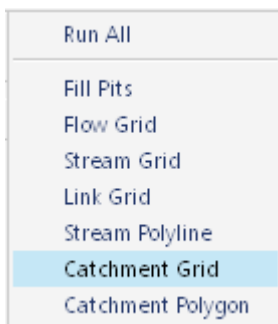 Run All
Fill Pits
Flow Grid
Stream Grid
Link Grid
Stream Polyline
Catchment Grid
Catchment Polygon